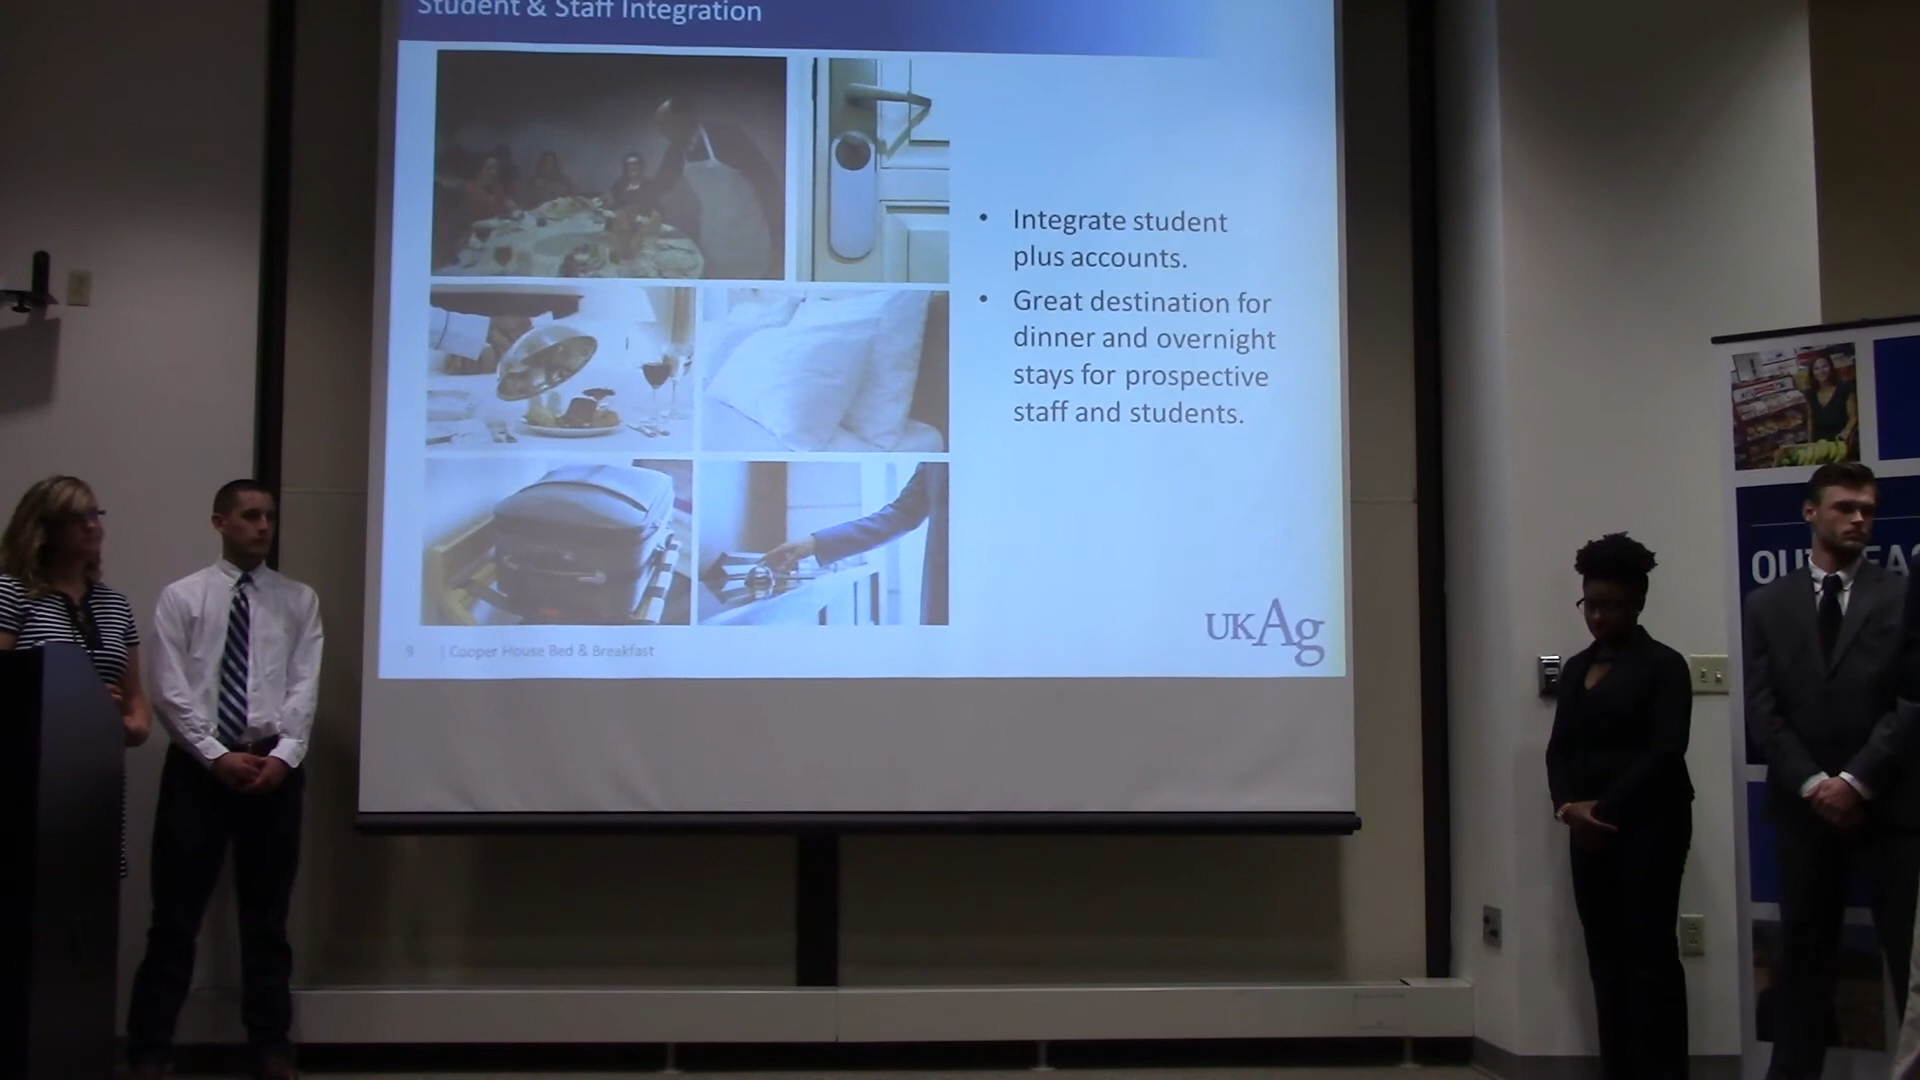 Student & Staff Integration
• Integrate student
plus accounts.
• Great destination for
dinner and overnight
stays for prospective
staff and students.
UKAg
9 | Cooper House Bed & Breakfast